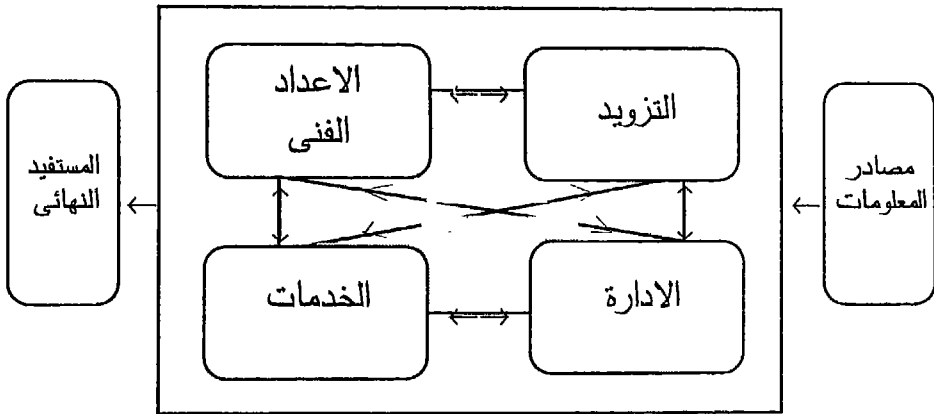 مصادر
المعلومات
التزويد
الاعداد
الفنى
الادارة
الخدمات
المستفيد
النهائى